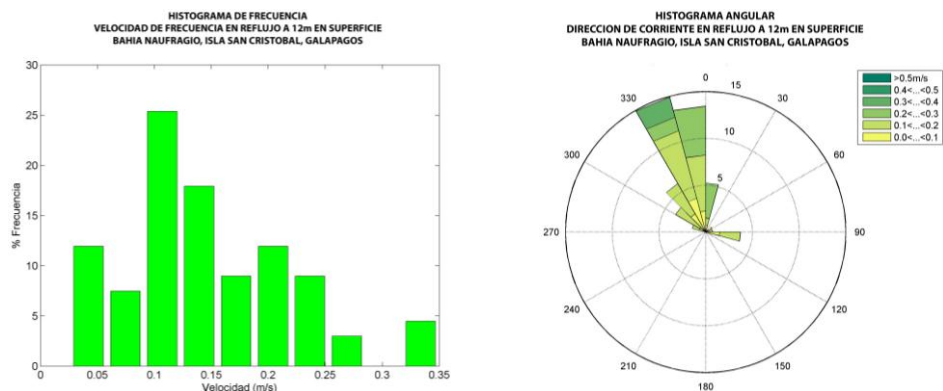 HISTOGRAMA DE FRECUENCIA
VELOCIDAD DE FRECUENCIA EN REFLUJO A 12m EN SUPERFICIE
BAHIA NAUFRAGIO, ISLA SAN CRISTOBAL, GALAPAGOS
30
25
20
15
10
5
0
% Frecuencia
0 0.05 0.1 0.15 0.2 0.25 0.3 0.35
Velocidad (m/s)
HISTOGRAMA ANGULAR
DIRECCION DE CORRIENTE EN REFLUJO A 12m EN SUPERFICIE
BAHIA NAUFRAGIO, ISLA SAN CRISTOBAL, GALAPAGOS
0 15
330 30
10
300 60
5
270 90
240 120
210 150
180
>0.5m/s
0.4<...<0.5
0.3<...<0.4
0.2<...<0.3
0.1<...<0.2
0.0<...<0.1